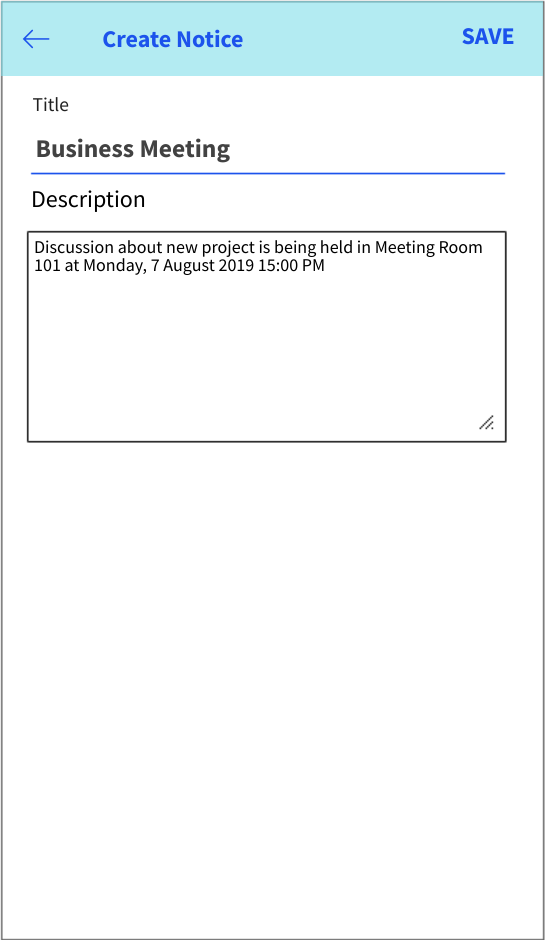 Create Notice
SAVE
Title
Business Meeting
Description
Discussion about new project is being held in Meeting Room
101 at Monday, 7 August 2019 15:00 PM